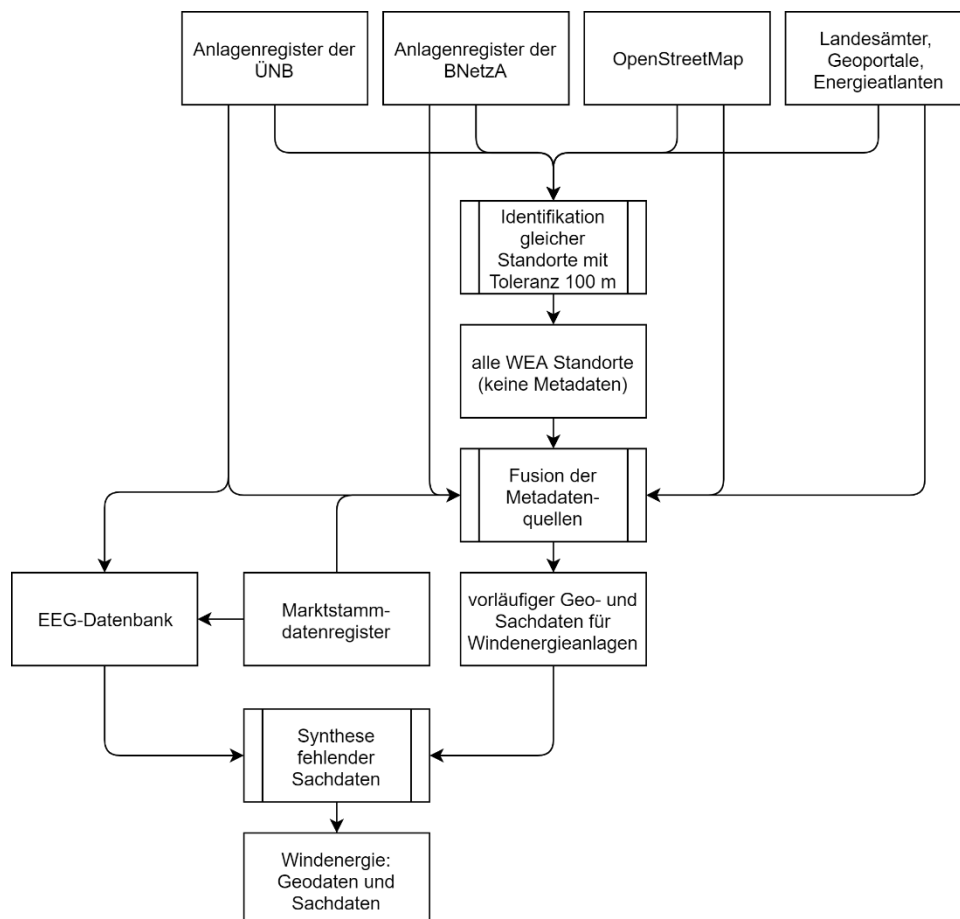 Anlagenregister der
ÜNB
Anlagenregister der
BNetzA
OpenStreetMap
Landesämter,
Geoportale,
Energieatlanten
Identifikation
gleicher
Standorte mit
Toleranz 100 m
alle WEA Standorte
(keine Metadaten)
Fusion der
Metadaten-
quellen
EEG-Datenbank
Marktstamm-
datenregister
vorläufiger Geo- und
Sachdaten für
Windenergieanlagen
Synthese
fehlender
Sachdaten
Windenergie:
Geodaten und
Sachdaten